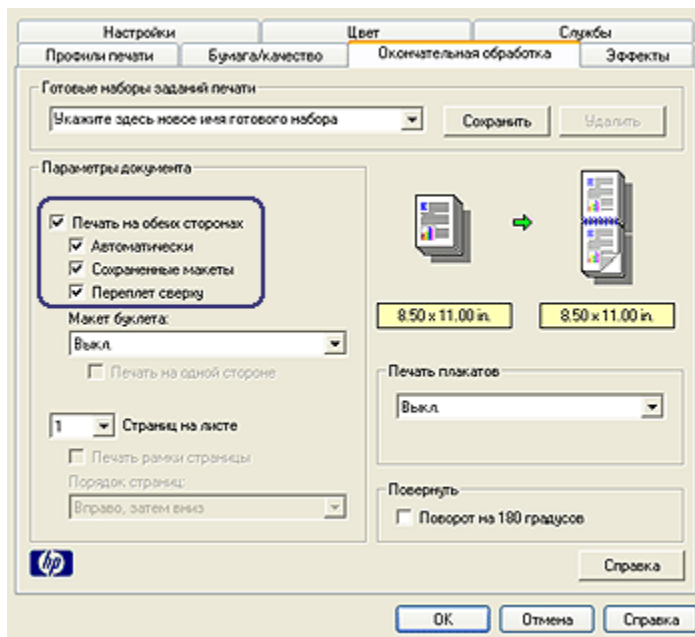 Настройки Цвет Службы
Профили печати Бумага/качество Окончательная обработка Эффекты
Готовые наборы заданий печати
Укажите здесь новое имя готового набора Сохранить Удалить
Параметры документа
Печать на обеих сторонах
Автоматически
Сохраненные макеты
Переплет сверху
Макет буклета:
Выкл.
Печать на одной стороне
1 Страниц на листе
Печать рамки страницы
Порядок страниц:
Вправо, затем вниз
8.50 x 11.00 in. 8.50 x 11.00 in.
Печать плакатов
Выкл.
Повернуть
Поворот на 180 градусов
hp
Справка
OK Отмена Справка